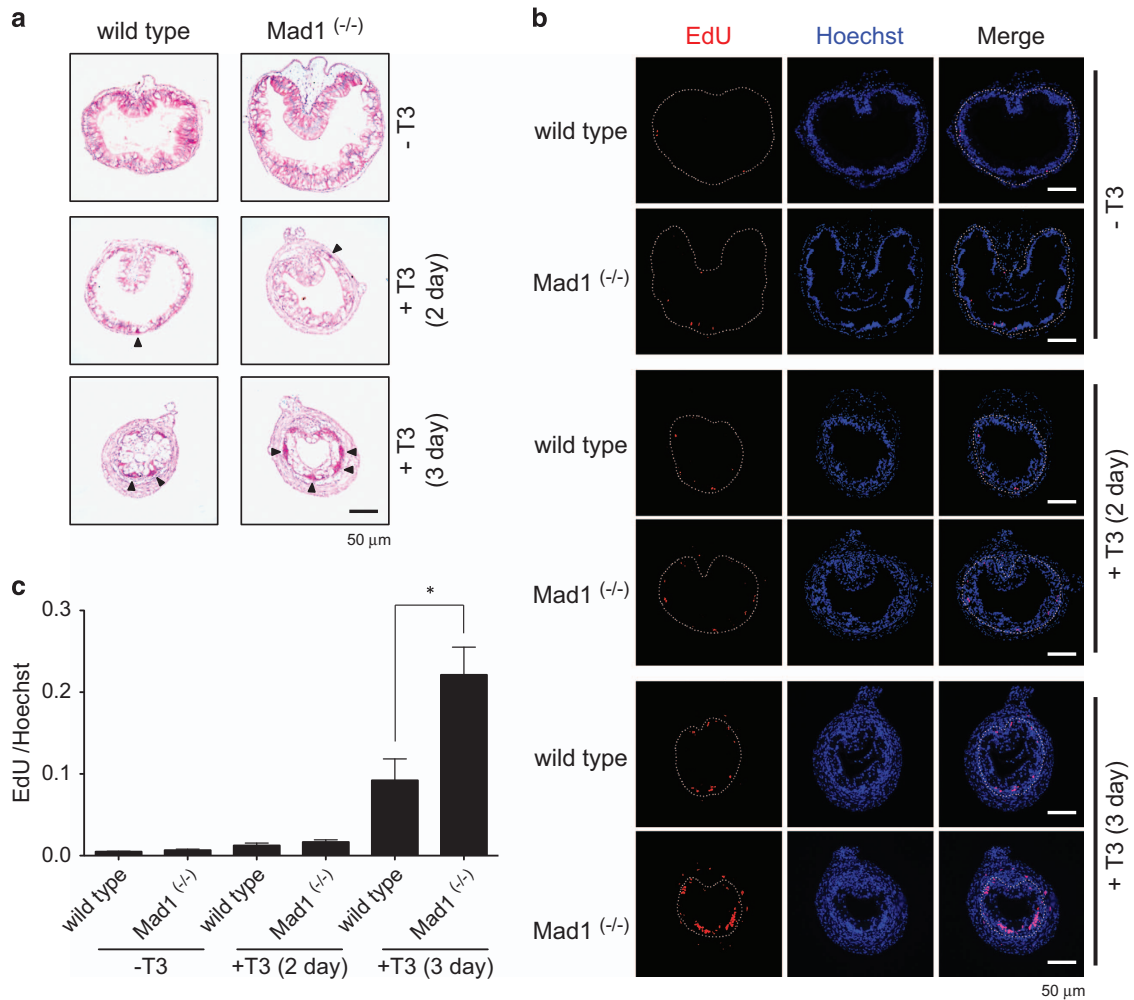 a
wild type
Mad1 (-/-)
- T3
+ T3
(2 day)
+ T3
(3 day)
50 μm
b
EdU
Hoechst
Merge
wild type
Mad1 (-/-)
- T3
wild type
Mad1 (-/-)
+ T3 (2 day)
wild type
Mad1 (-/-)
+ T3 (3 day)
50 μm
c
EdU /Hoechst
0.3
0.2
0.1
0.0
*
wild type
Mad1 (-/-)
wild type
Mad1 (-/-)
wild type
Mad1 (-/-)
-T3
+T3 (2 day)
+T3 (3 day)